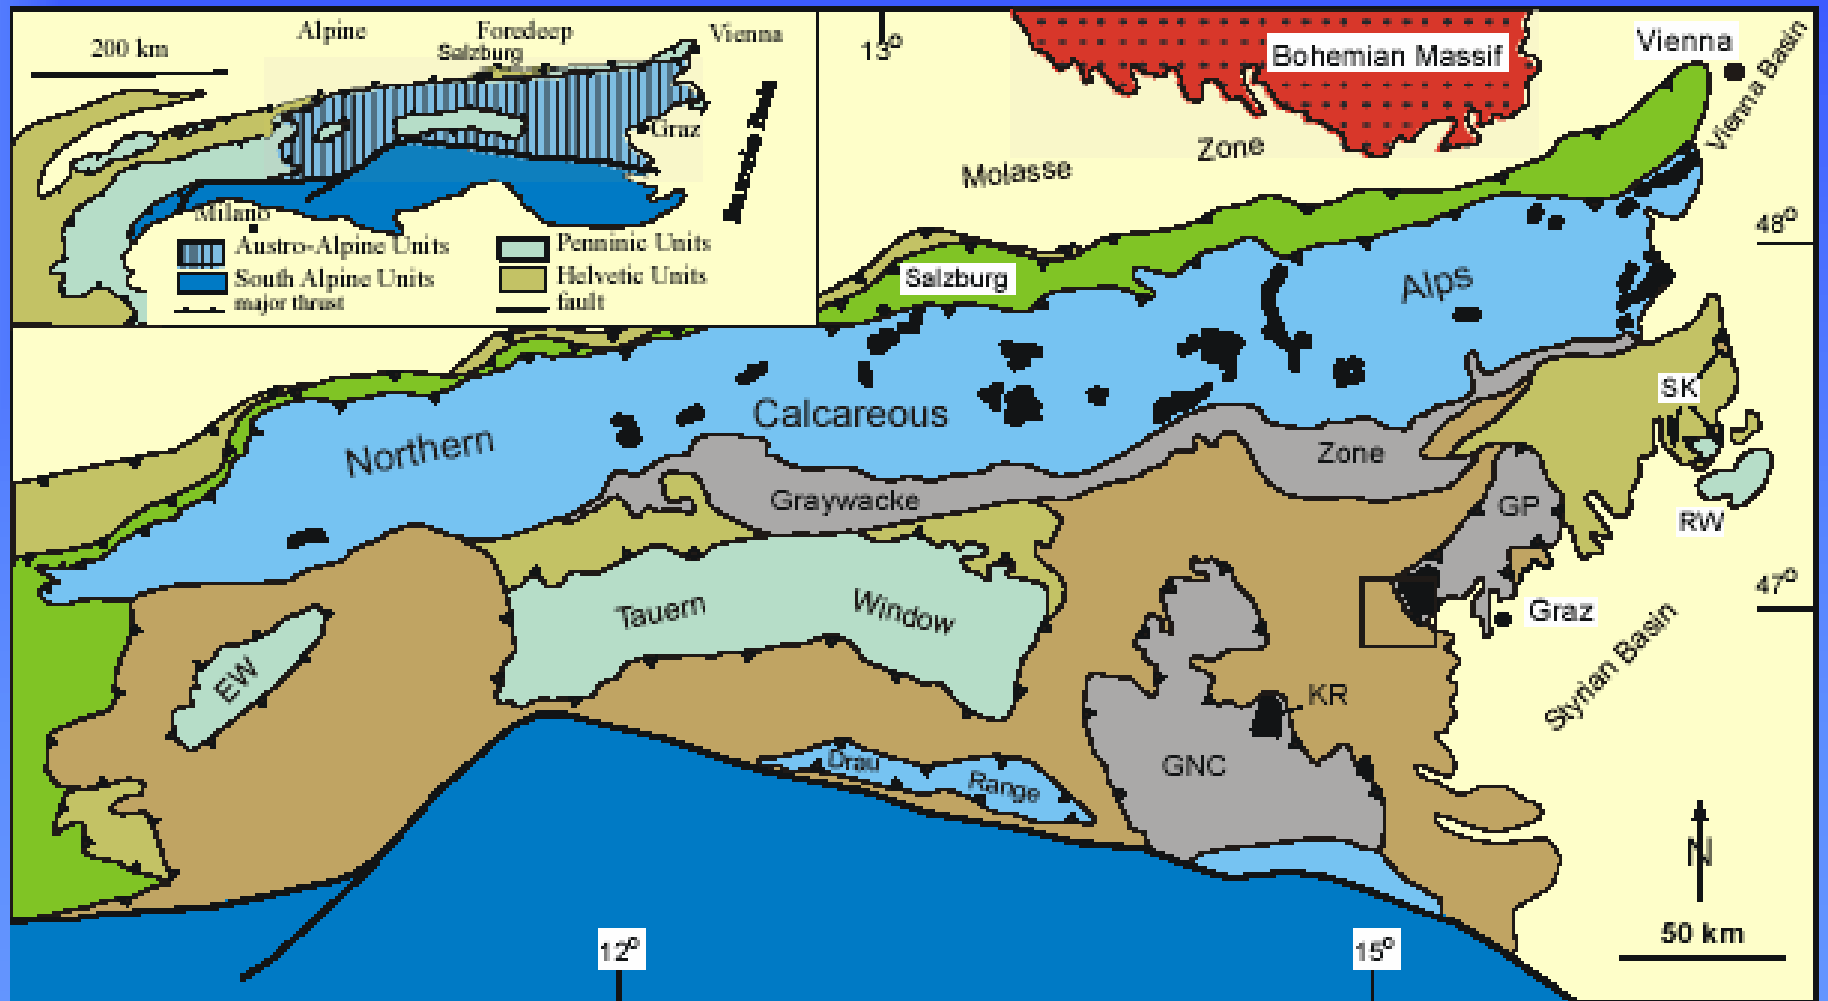 200 km
Alpine Foredeep
Salzburg
Vienna
Graz
Milano
Austro-Alpine Units
Penninic Units
South Alpine Units
Helvetic Units
major thrust
fault
13°
Bohemian Massif
Vienna
Vienna Basin
Molasse Zone
48°
Salzburg
Alps
Calcareous
Northern
SK
Zone
Graywacke
GP
RW
47°
Tauern Window
Graz
EW
Styrian Basin
KR
GNC
Drau Range
N
12°
15°
50 km